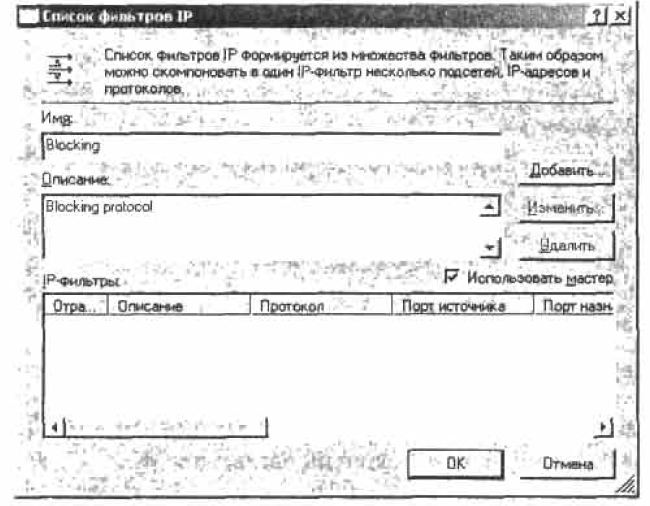 Список фильтров IP
Список фильтров IP формируется из множества фильтров. Таким образом
можно скомпоновать в один IP-фильтр несколько подсетей, IP-адресов и
протоколов.
Имя:
Blocking
Добавить...
Описание:
Blocking protocol
Изменить...
Удалить
IP-фильтры:
Использовать мастер
Отра... Описание Протокол Порт источника Порт назн
OK Отмена